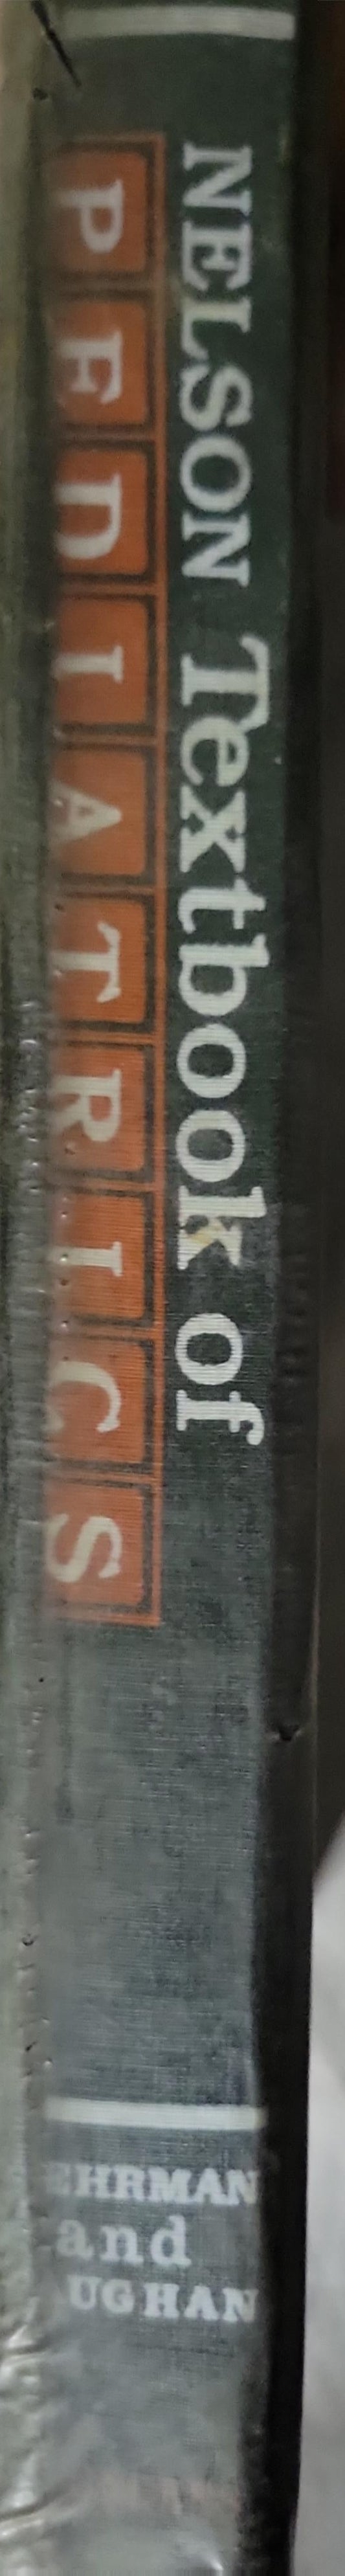 NELSON Textbook of
PEDIATRICS
EHRMAN
and
UGHAN